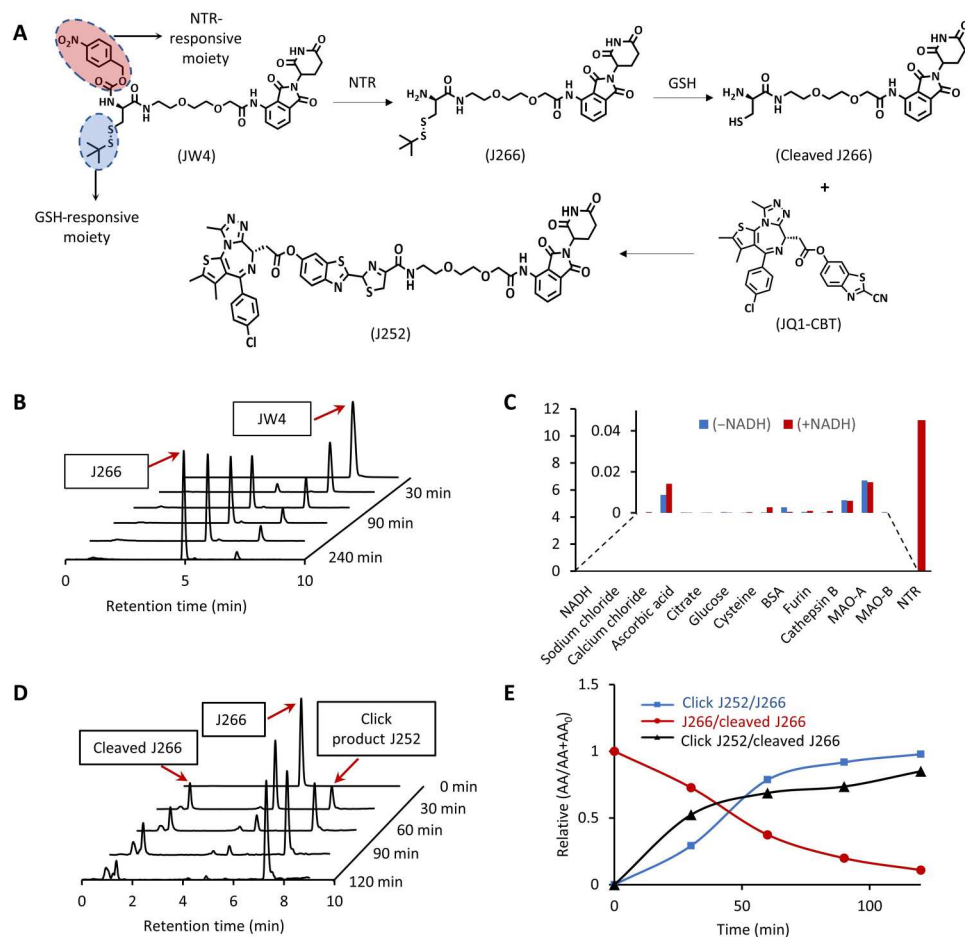 A
NTR-
responsive
moiety
O₂N
NTR
GSH
(JW4)
(J266)
(Cleaved J266)
+
GSH-responsive
moiety
(J252)
(JQ1-CBT)
B
JW4
J266
30 min
90 min
240 min
0 5 10
Retention time (min)
C
(–NADH) (+NADH)
12
10
8
6
4
2
0
0.04
0.02
0
NADH
Sodium chloride
Calcium chloride
Ascorbic acid
Citrate
Glucose
Cysteine
BSA
Furin
Cathepsin B
MAO-A
MAO-B
NTR
D
J266
Cleaved J266
Click
product J252
0 min
30 min
60 min
90 min
120 min
0 2 4 6 8 10
Retention time (min)
E
Click J252/J266
J266/cleaved J266
Click J252/cleaved J266
Relative (AA/AA+AA₀)
1.5
1
0.5
0
0 50 100
Time (min)